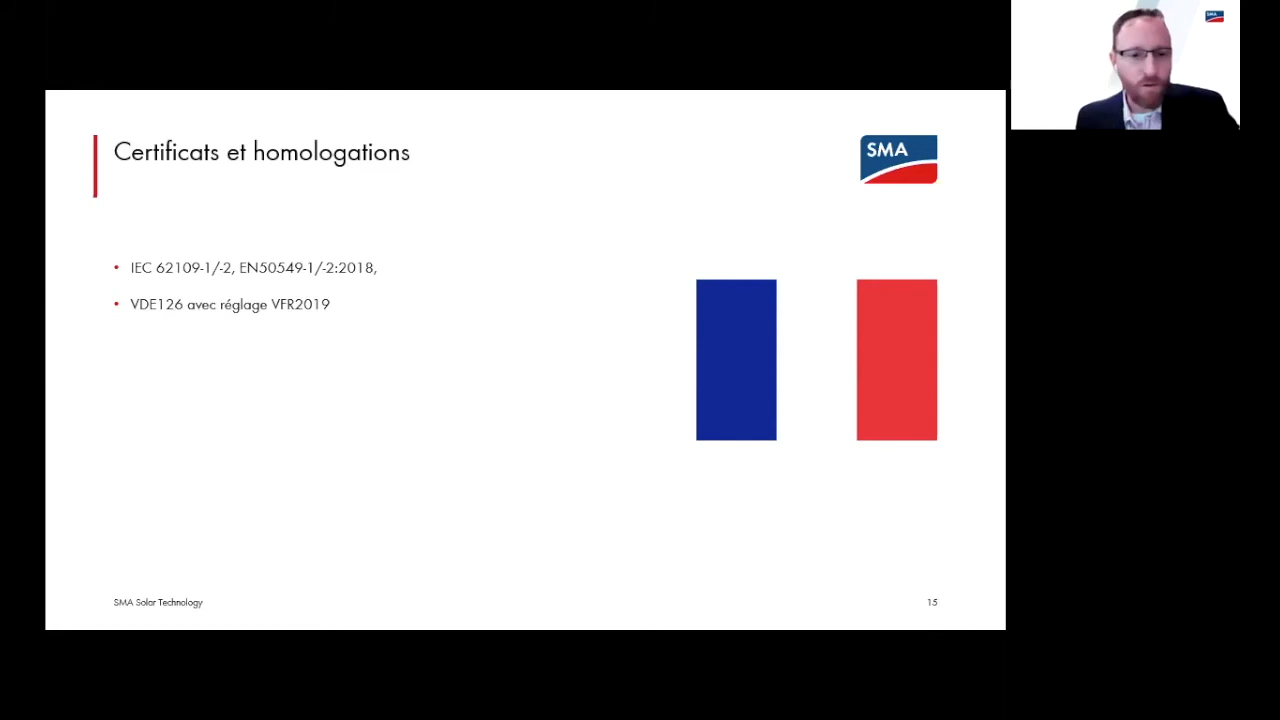 SMA
Certificats et homologations
SMA
• IEC 62109-1/-2, EN50549-1/-2:2018,
• VDE126 avec réglage VFR2019
SMA Solar Technology
15